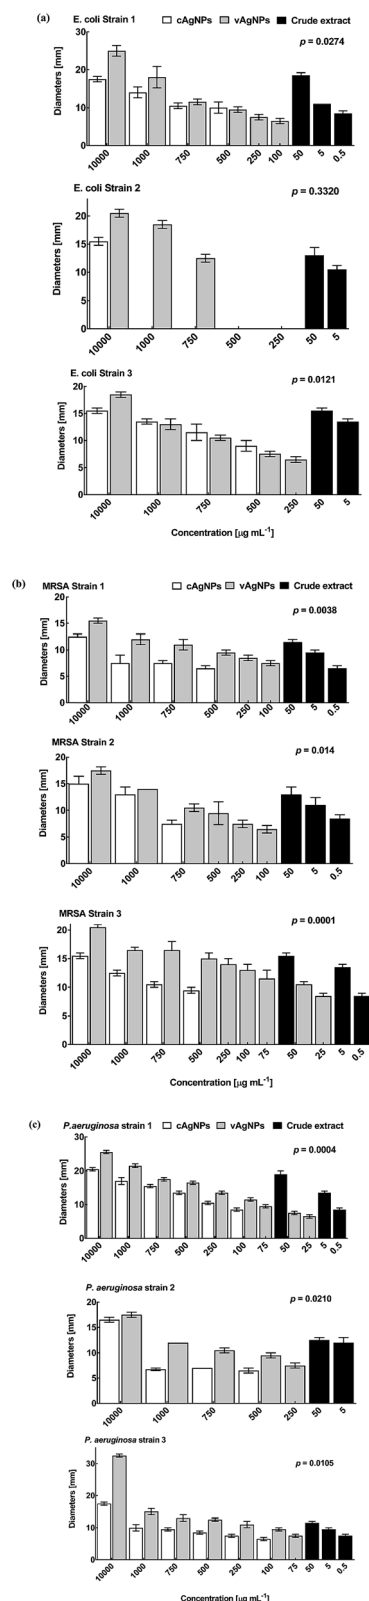 (a)
E. coli Strain 1 cAgNPs vAgNPs Crude extract
p = 0.0274
Diameters [mm]
30
20
10
0
10000 1000 750 500 250 100 50 5 0.5
E. coli Strain 2
p = 0.3320
Diameters [mm]
20
15
10
5
0
10000 1000 750 500 250 50 5
E. coli Strain 3
p = 0.0121
Diameters [mm]
20
15
10
5
0
10000 1000 750 500 250 50 5
Concentration [µg mL⁻¹]
(b)
MRSA Strain 1 cAgNPs vAgNPs Crude extract
p = 0.0038
Diameters [mm]
20
15
10
5
0
10000 1000 750 500 250 100 50 5 0.5
MRSA Strain 2
p = 0.014
Diameters [mm]
20
15
10
5
0
10000 1000 750 500 250 100 50 5 0.5
MRSA Strain 3
p = 0.0001
Diameters [mm]
20
15
10
5
0
10000 1000 750 500 250 100 75 50 25 5 0.5
Concentration [µg mL⁻¹]
(c)
P.aeruginosa strain 1 cAgNPs vAgNPs Crude extract
p = 0.0004
Diameters [mm]
30
20
10
0
10000 1000 750 500 250 100 75 50 25 5 0.5
P. aeruginosa strain 2
p = 0.0210
Diameters [mm]
20
15
10
5
0
10000 1000 750 500 250 50 5
P. aeruginosa strain 3
p = 0.0105
Diameters [mm]
30
20
10
0
10000 1000 750 500 250 100 75 50 5 0.5
Concentration [µg mL⁻¹]